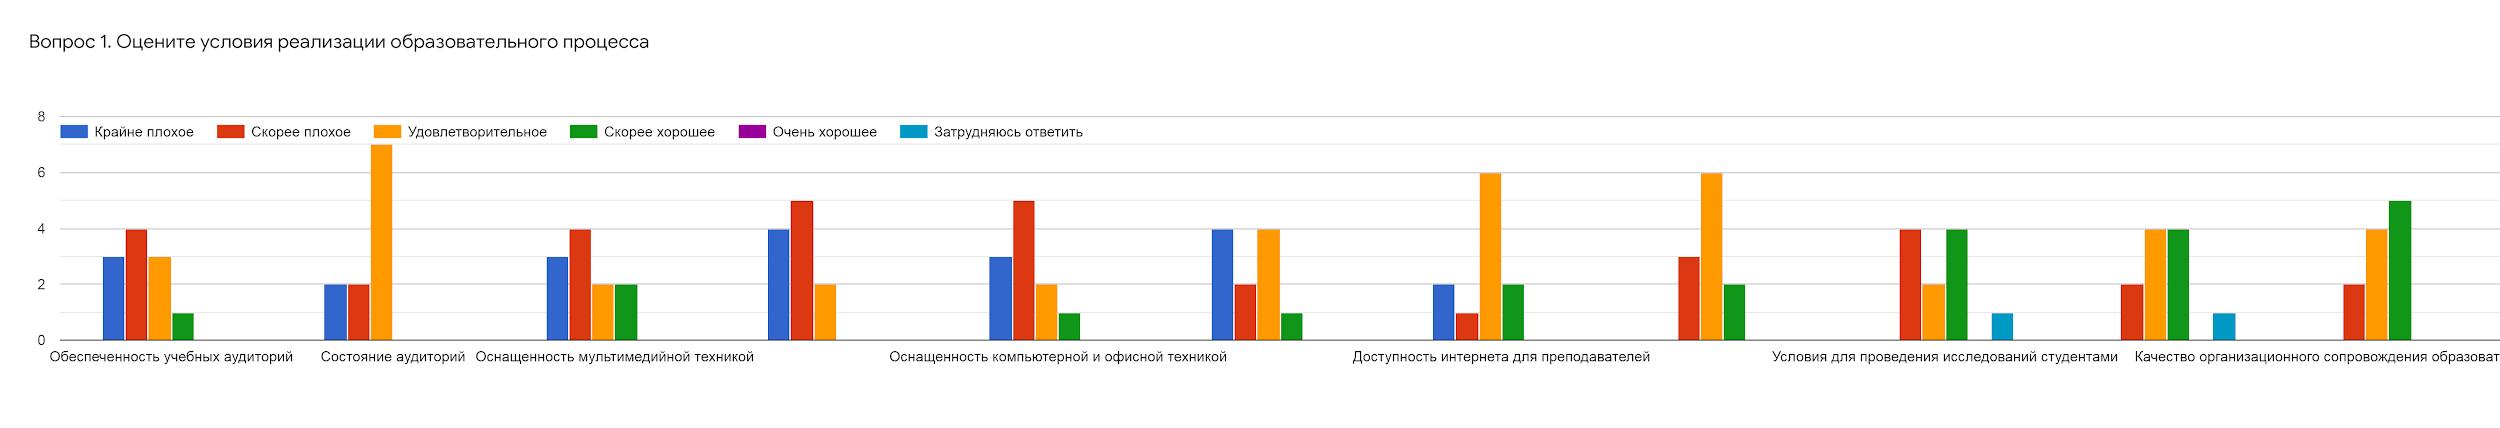 Вопрос 1. Оцените условия реализации образовательного процесса
8
Крайне плохое Скорее плохое Удовлетворительное Скорее хорошее Очень хорошее Затрудняюсь ответить
6
4
2
0
Обеспеченность учебных аудиторий Состояние аудиторий Оснащенность мультимедийной техникой Оснащенность компьютерной и офисной техникой Доступность интернета для преподавателей Условия для проведения исследований студентами Качество организационного сопровождения образоват